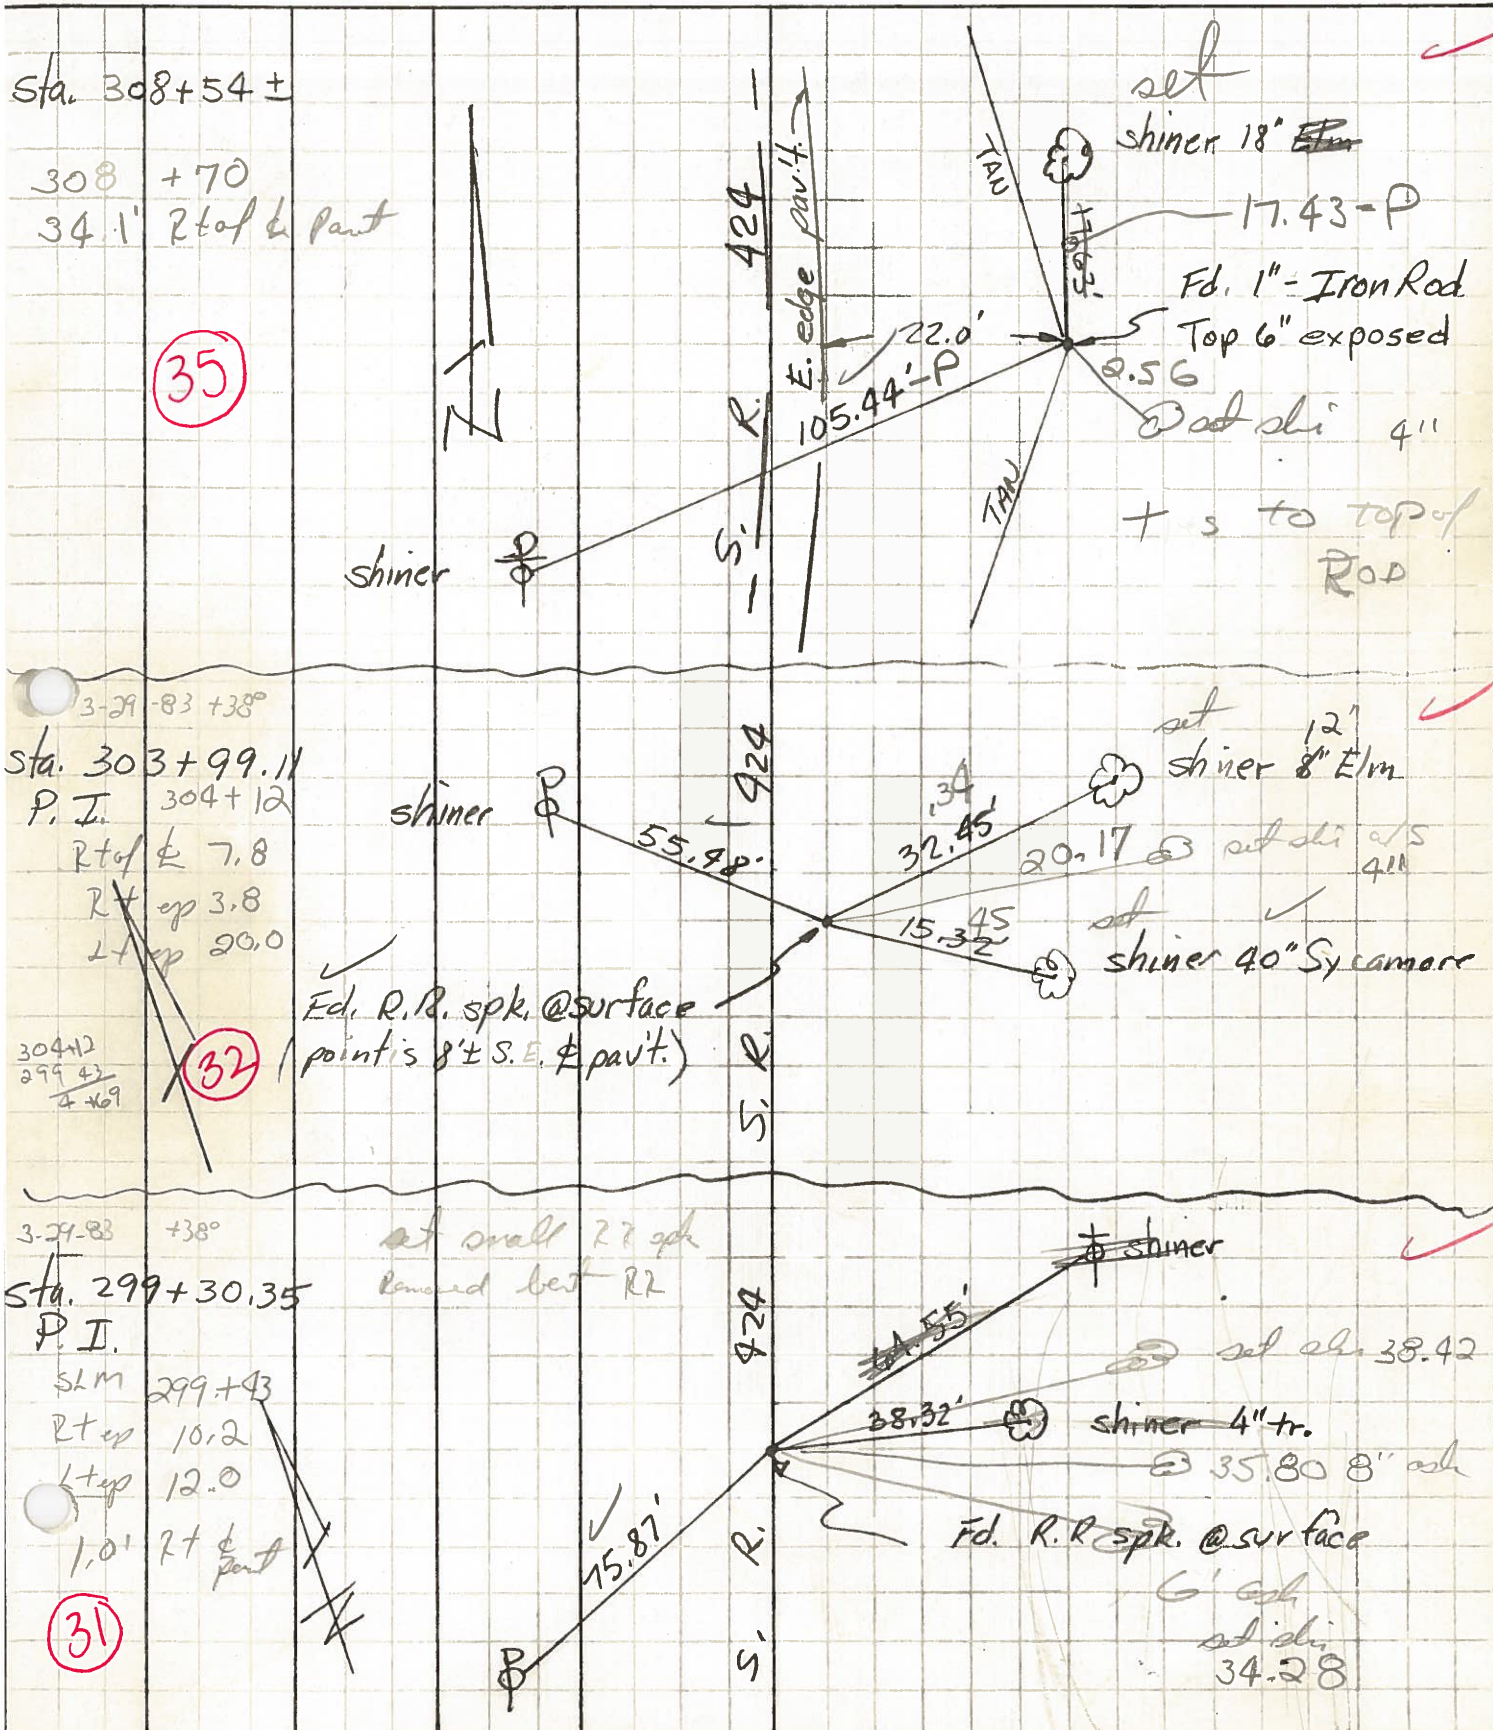 Sta. 308+54 ±
308 +70
34.1' Rt of ℄ Pavt
35
N
S. R. 424
E. edge pav't.
TAN
set
shiner 18" Elm
17.43-P
Fd. 1"-Iron Rod
Top 6" exposed
22.0'
105.44'-P
2.56
set shi 4"
TAN
+ s to top of
ROD
shiner
P
3-29-83 +38°
Sta. 303+99.11
P.I. 304+12
Rt of ℄ 7.8
Rt ep 3.8
Lt ep 20.0
304+12
299 43
4+69
32
shiner
P
55.48'
S. R. 424
set 12"
shiner 8" Elm
.34
32.45'
20.17
set shi a/s
4"
45
15.32'
set
shiner 40" Sycamore
Fd. R.R. spk. @surface
(point is 8'± S.E. ℄ pav't.)
3-29-83 +38°
set small RR spk
Removed bent RR
Sta. 299+30.35
P.I.
SLM 299+43
Rt ep 10.2
Lt ep 12.0
1.0' Rt ℄
pavt
31
S. R. 424
shiner
.55'
set shi 38.42
38.32'
shiner 4" tr.
35.80 8" ash
Fd. R.R spk. @surface
6' ash
set shi
34.28
75.87'
P